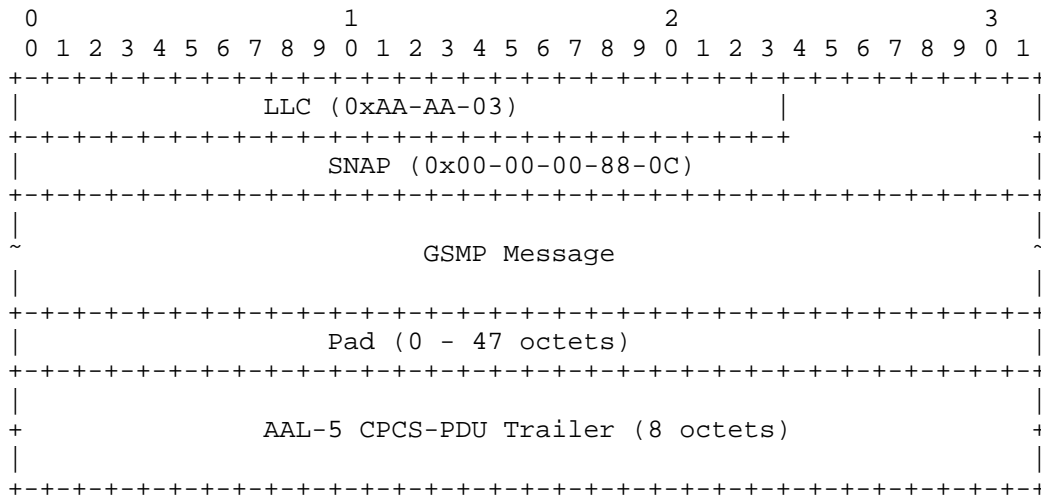 0                   1                   2                   3
 0 1 2 3 4 5 6 7 8 9 0 1 2 3 4 5 6 7 8 9 0 1 2 3 4 5 6 7 8 9 0 1
+-+-+-+-+-+-+-+-+-+-+-+-+-+-+-+-+-+-+-+-+-+-+-+-+-+-+-+-+-+-+-+-+
|               LLC (0xAA-AA-03)                |               |
+-+-+-+-+-+-+-+-+-+-+-+-+-+-+-+-+-+-+-+-+-+-+-+-+               +
|                   SNAP (0x00-00-00-88-0C)                     |
+-+-+-+-+-+-+-+-+-+-+-+-+-+-+-+-+-+-+-+-+-+-+-+-+-+-+-+-+-+-+-+-+
|                                                               |
~                         GSMP Message                          ~
|                                                               |
+-+-+-+-+-+-+-+-+-+-+-+-+-+-+-+-+-+-+-+-+-+-+-+-+-+-+-+-+-+-+-+-+
|                   Pad (0 - 47 octets)                         |
+-+-+-+-+-+-+-+-+-+-+-+-+-+-+-+-+-+-+-+-+-+-+-+-+-+-+-+-+-+-+-+-+
|                                                               |
+               AAL-5 CPCS-PDU Trailer (8 octets)               +
|                                                               |
+-+-+-+-+-+-+-+-+-+-+-+-+-+-+-+-+-+-+-+-+-+-+-+-+-+-+-+-+-+-+-+-+